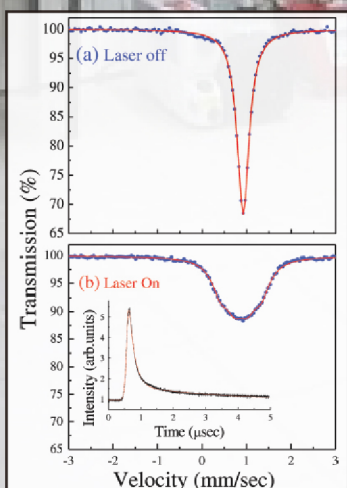 100
95
90
85
80
75
70
65
(a) Laser off
Transmission (%)
100
95
90
85
80
75
70
65
(b) Laser On
Intensity (arb.units)
5
4
3
2
1
0 1 2 3 4 5
Time (μsec)
-3 -2 -1 0 1 2 3
Velocity (mm/sec)